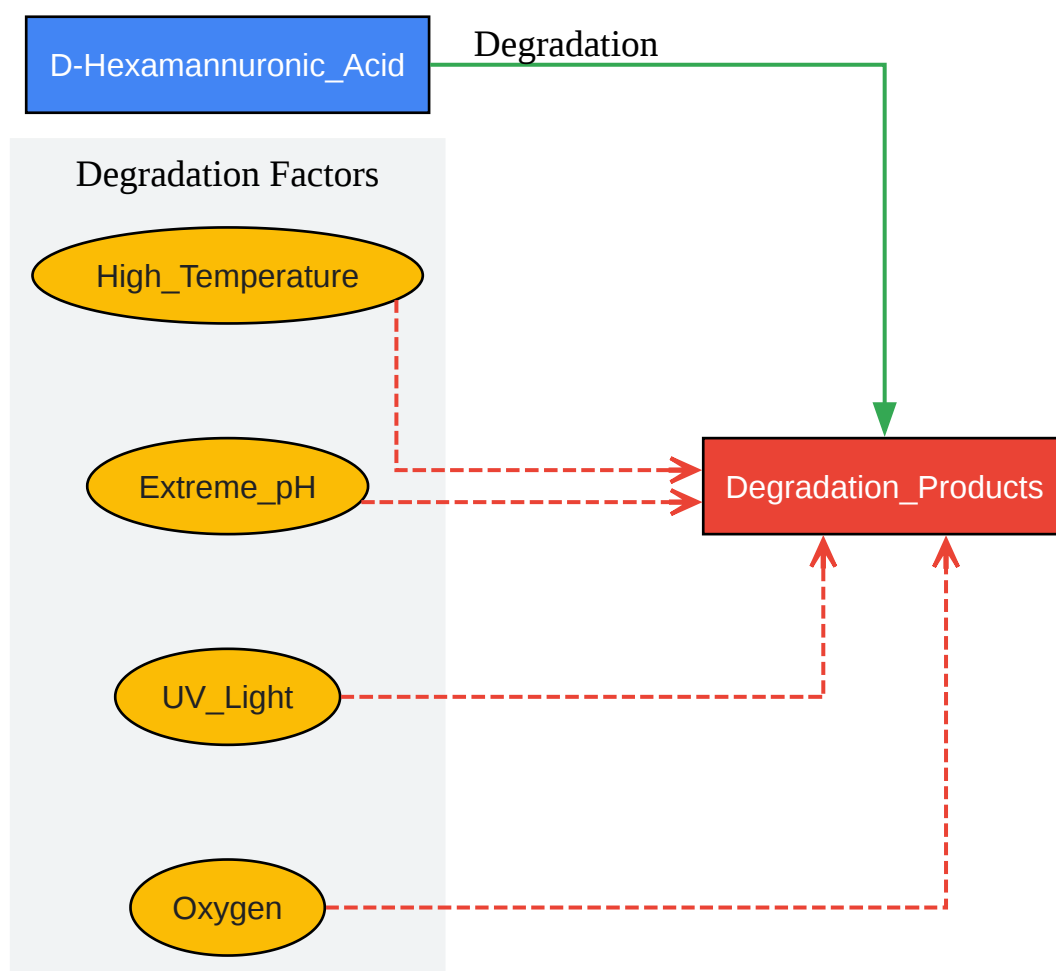 D-Hexamannuronic_Acid
Degradation
Degradation Factors
High_Temperature
Extreme_pH
Degradation_Products
UV_Light
Oxygen